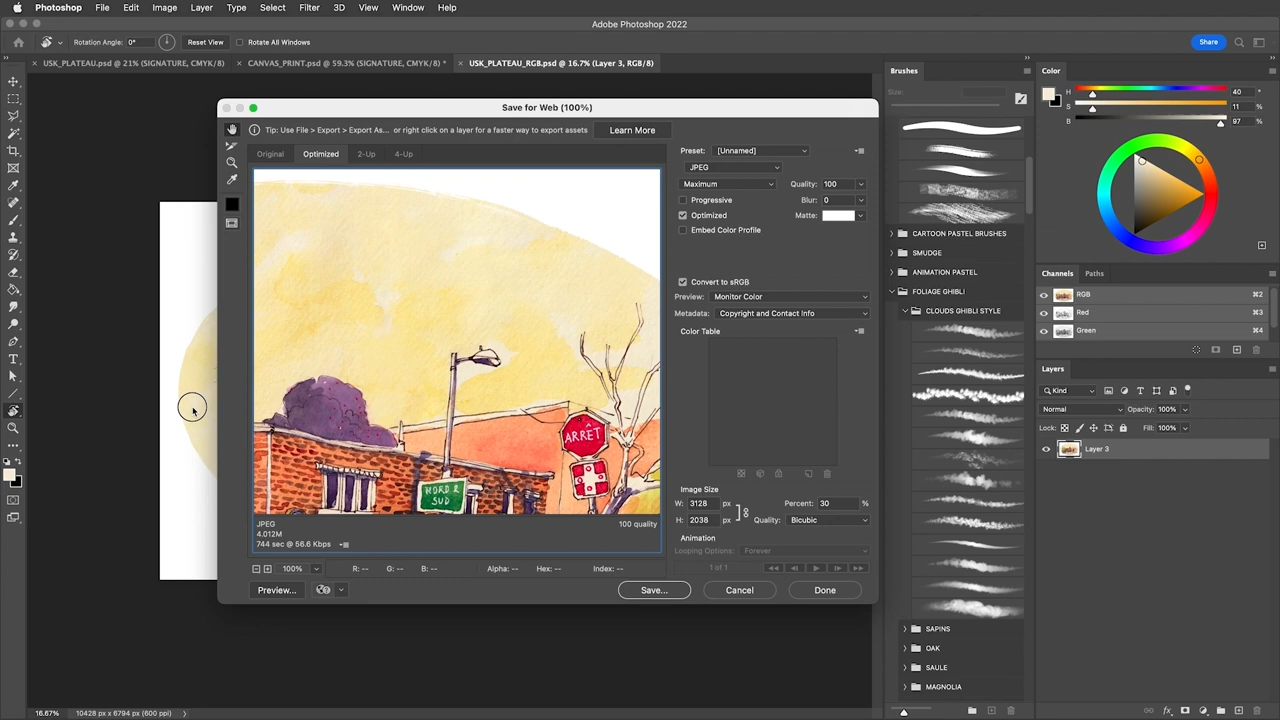 Photoshop File Edit Image Layer Type Select Filter 3D View Window Help
Adobe Photoshop 2022
Rotation Angle: 0° Reset View Rotate All Windows Share
USK_PLATEAU.psd @ 21% (SIGNATURE, CMYK/8) CANVAS_PRINT.psd @ 59.3% (SIGNATURE, CMYK/8) * USK_PLATEAU_RGB.psd @ 16.7% (Layer 3, RGB/8)
Save for Web (100%)
Tip: Use File > Export > Export As... or right click on a layer for a faster way to export assets Learn More
Original Optimized 2-Up 4-Up
Preset: [Unnamed]
JPEG
Maximum Quality: 100
Progressive Blur: 0
Optimized Matte:
Embed Color Profile
Convert to sRGB
Preview: Monitor Color
Metadata: Copyright and Contact Info
Color Table
ARRÊT
NORD &
SUD
Image Size
W: 3128 px Percent: 30 %
H: 2038 px Quality: Bicubic
Animation
Looping Options: Forever
1 of 1
JPEG 100 quality
4.012M
744 sec @ 56.6 Kbps
100% R: -- G: -- B: -- Alpha: -- Hex: -- Index: --
Preview... Save... Cancel Done
Brushes
Size:
CARTOON PASTEL BRUSHES
SMUDGE
ANIMATION PASTEL
FOLIAGE GHIBLI
CLOUDS GHIBLI STYLE
SAPINS
OAK
SAULE
MAGNOLIA
Color
H 40 °
S 11 %
B 97 %
Channels Paths
RGB ⌘2
Red ⌘3
Green ⌘4
Layers
Kind
Normal Opacity: 100%
Lock: Fill: 100%
Layer 3
16.67% 10428 px x 6794 px (600 ppi)